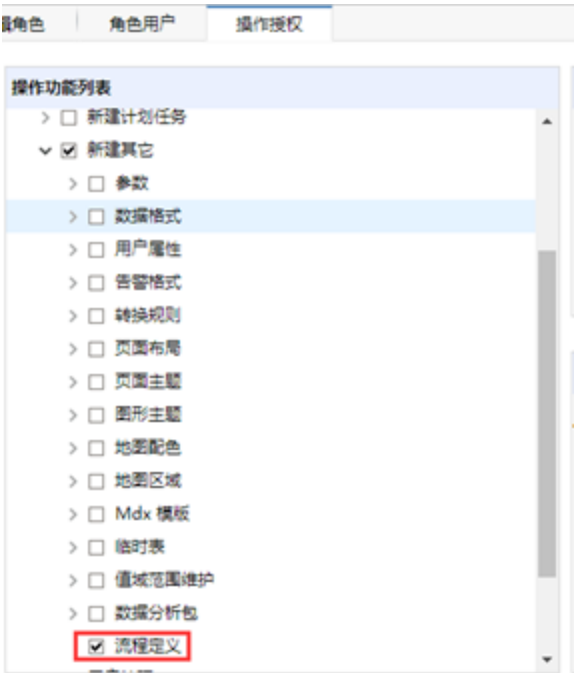 角色 角色用户 操作授权
操作功能列表
新建计划任务
新建其它
参数
数据格式
用户属性
告警格式
转换规则
页面布局
页面主题
图形主题
地图配色
地图区域
Mdx 模版
临时表
值域范围维护
数据分析包
流程定义